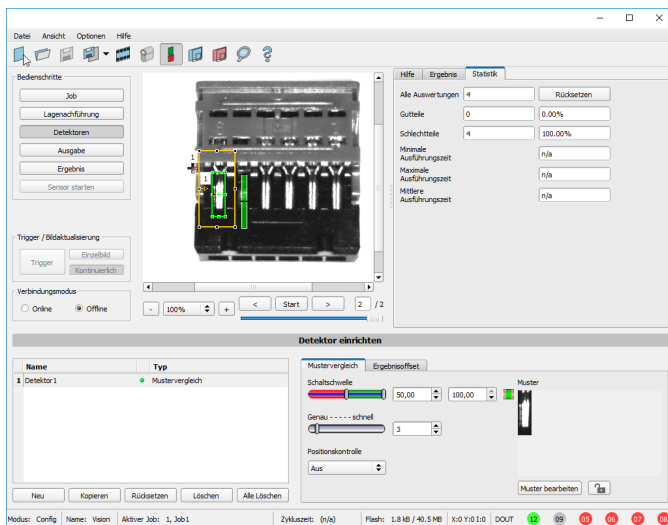 Datei Ansicht Optionen Hilfe
Bedienschritte
Job
Lagenachführung
Detektoren
Ausgabe
Ergebnis
Sensor starten
Trigger / Bildaktualisierung
Trigger
Einzelbild
Kontinuierlich
Verbindungsmodus
Online
Offline
1
1
- 100% +
< Start > 2 / 2
Hilfe Ergebnis Statistik
Alle Auswertungen 4 Rücksetzen
Gutteile 0 0.00%
Schlechtteile 4 100.00%
Minimale
Ausführungszeit n/a
Maximale
Ausführungszeit n/a
Mittlere
Ausführungszeit n/a
Detektor einrichten
Name Typ
1 Detektor1 Mustervergleich
Neu Kopieren Rücksetzen Löschen Alle Löschen
Mustervergleich Ergebnisoffset
Schaltschwelle
50,00 100,00
Genau - - - - - schnell
3
Positionskontrolle
Aus
Muster
Muster bearbeiten
Modus: Config Name: Vision Aktiver Job: 1, Job1 Zykluszeit: (n/a) Flash: 1.8 kB / 40.5 MB X:0 Y:0 I:0 DOUT 12 09 05 06 07 08